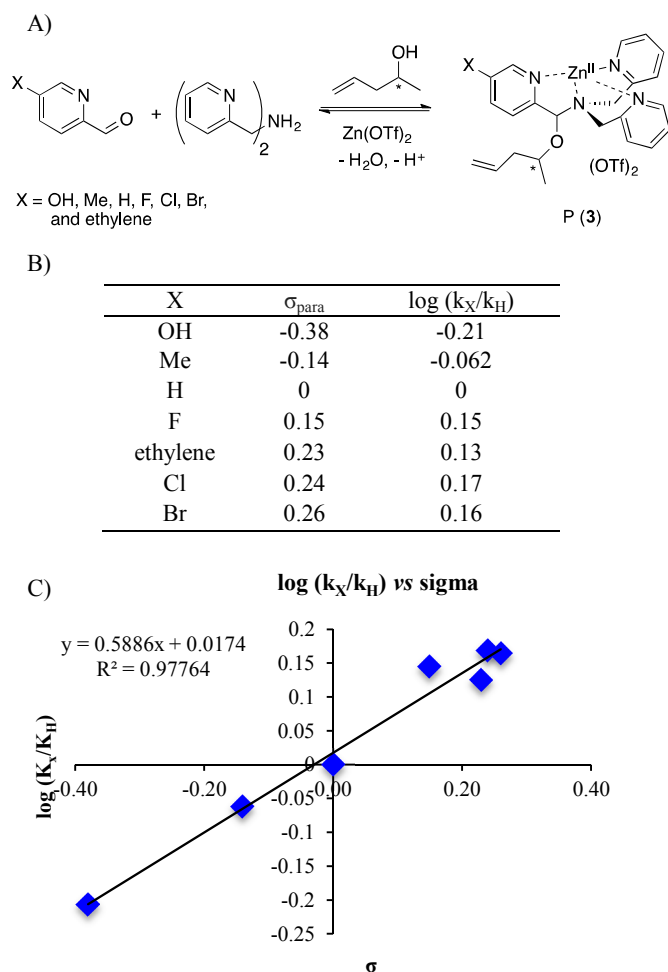 A)
X
N
O
+
(
N
)
2
NH2
OH
*
Zn(OTf)2
- H2O, - H+
X
N
ZnII
N
N
N
O
*
(OTf)2
P (3)
X = OH, Me, H, F, Cl, Br,
and ethylene
B)
X σpara log (kX/kH)
OH -0.38 -0.21
Me -0.14 -0.062
H 0 0
F 0.15 0.15
ethylene 0.23 0.13
Cl 0.24 0.17
Br 0.26 0.16
C)
log (kX/kH) vs sigma
y = 0.5886x + 0.0174
R² = 0.97764
log (KX/KH)
0.2
0.15
0.1
0.05
0
-0.05
-0.1
-0.15
-0.2
-0.25
-0.40 -0.20 0.00 0.20 0.40
σ